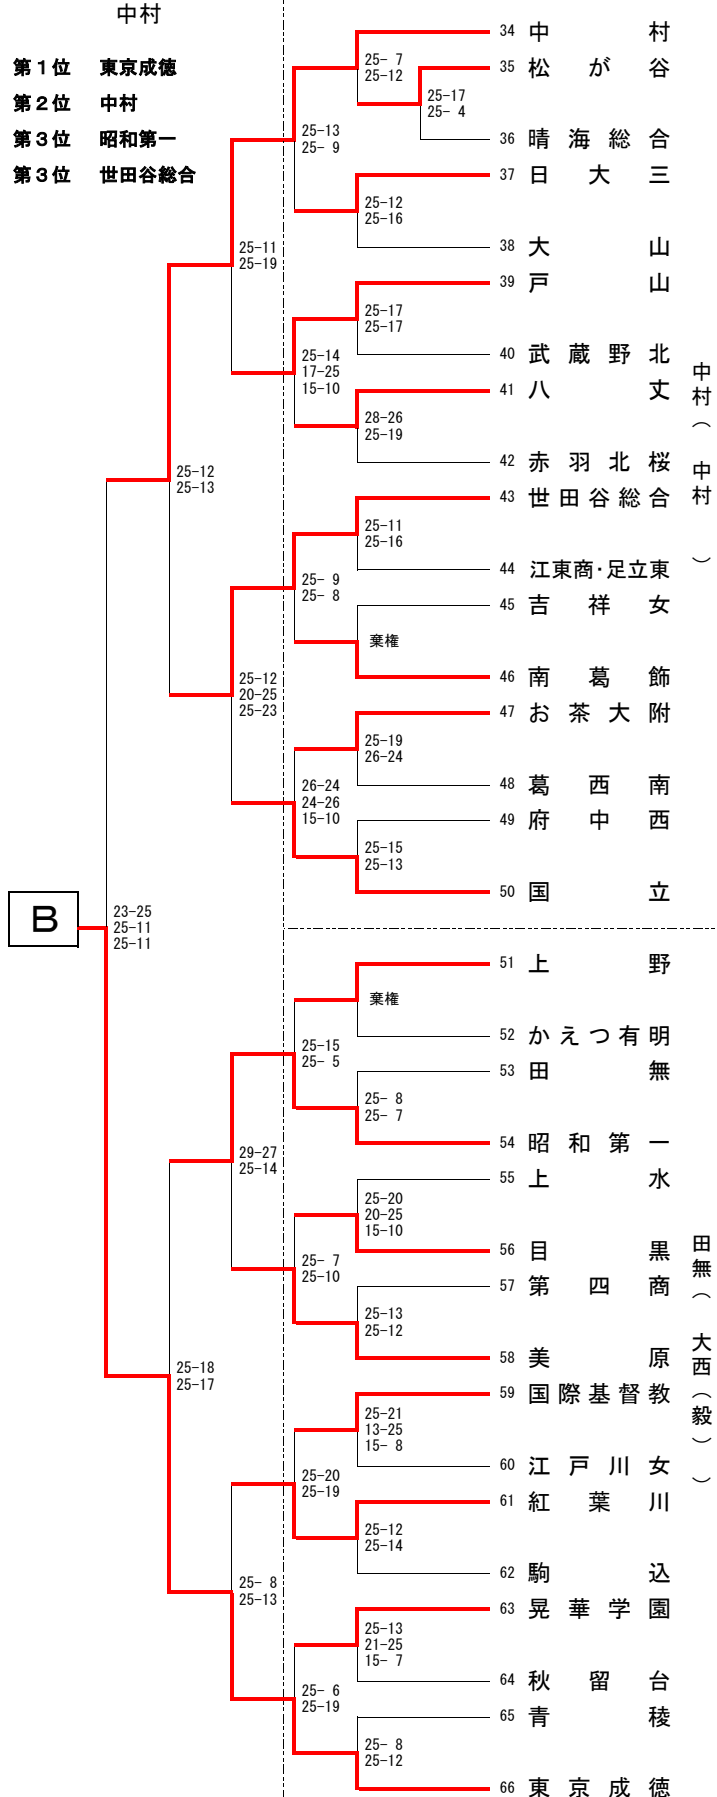 中村
第１位 東京成徳
第２位 中村
第３位 昭和第一
第３位 世田谷総合
34 中村
25- 7
25-12
35 松が谷
25-17
25- 4
25-13
25- 9
36 晴海総合
37 日大三
25-12
25-16
38 大山
25-11
25-19
39 戸山
25-17
25-17
40 武蔵野北
25-14
17-25
15-10
41 八丈
28-26
25-19
42 赤羽北桜
25-12
25-13
43 世田谷総合
25-11
25-16
44 江東商・足立東
25- 9
25- 8
45 吉祥女
棄権
46 南葛飾
25-12
20-25
25-23
47 お茶大附
25-19
26-24
48 葛西南
26-24
24-26
15-10
49 府中西
25-15
25-13
50 国立
中村（中村）
B
23-25
25-11
25-11
51 上野
棄権
52 かえつ有明
25-15
25- 5
53 田無
25- 8
25- 7
54 昭和第一
29-27
25-14
55 上水
25-20
20-25
15-10
56 目黒
25- 7
25-10
57 第四商
25-13
25-12
58 美原
25-18
25-17
59 国際基督教
25-21
13-25
15- 8
60 江戸川女
25-20
25-19
61 紅葉川
25-12
25-14
62 駒込
25- 8
25-13
63 晃華学園
25-13
21-25
15- 7
64 秋留台
25- 6
25-19
65 青稜
25- 8
25-12
66 東京成徳
田無（大西（毅））